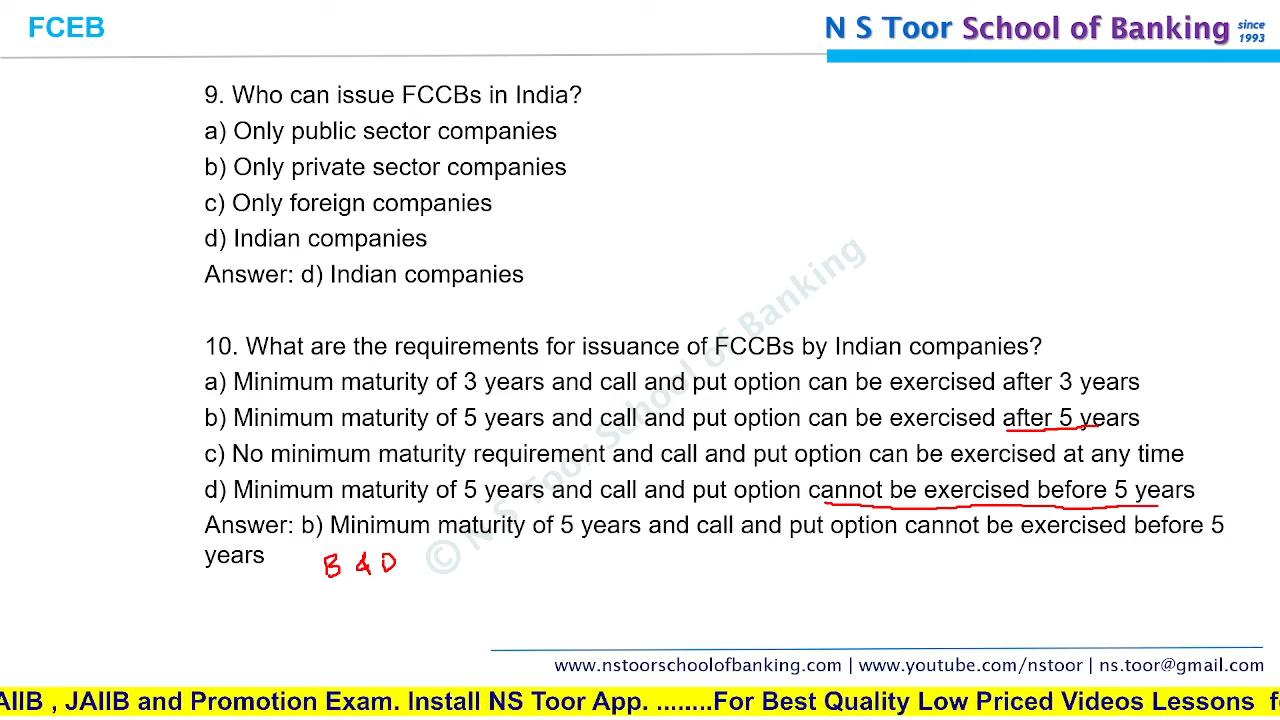 FCEB
N S Toor School of Banking since 1993
9. Who can issue FCCBs in India?
a) Only public sector companies
b) Only private sector companies
c) Only foreign companies
d) Indian companies
Answer: d) Indian companies
10. What are the requirements for issuance of FCCBs by Indian companies?
a) Minimum maturity of 3 years and call and put option can be exercised after 3 years
b) Minimum maturity of 5 years and call and put option can be exercised after 5 years
c) No minimum maturity requirement and call and put option can be exercised at any time
d) Minimum maturity of 5 years and call and put option cannot be exercised before 5 years
Answer: b) Minimum maturity of 5 years and call and put option cannot be exercised before 5
years
B & D
© N S Toor School of Banking
www.nstoorschoolofbanking.com | www.youtube.com/nstoor | ns.toor@gmail.com
AIIB , JAIIB and Promotion Exam. Install NS Toor App. ........For Best Quality Low Priced Videos Lessons f